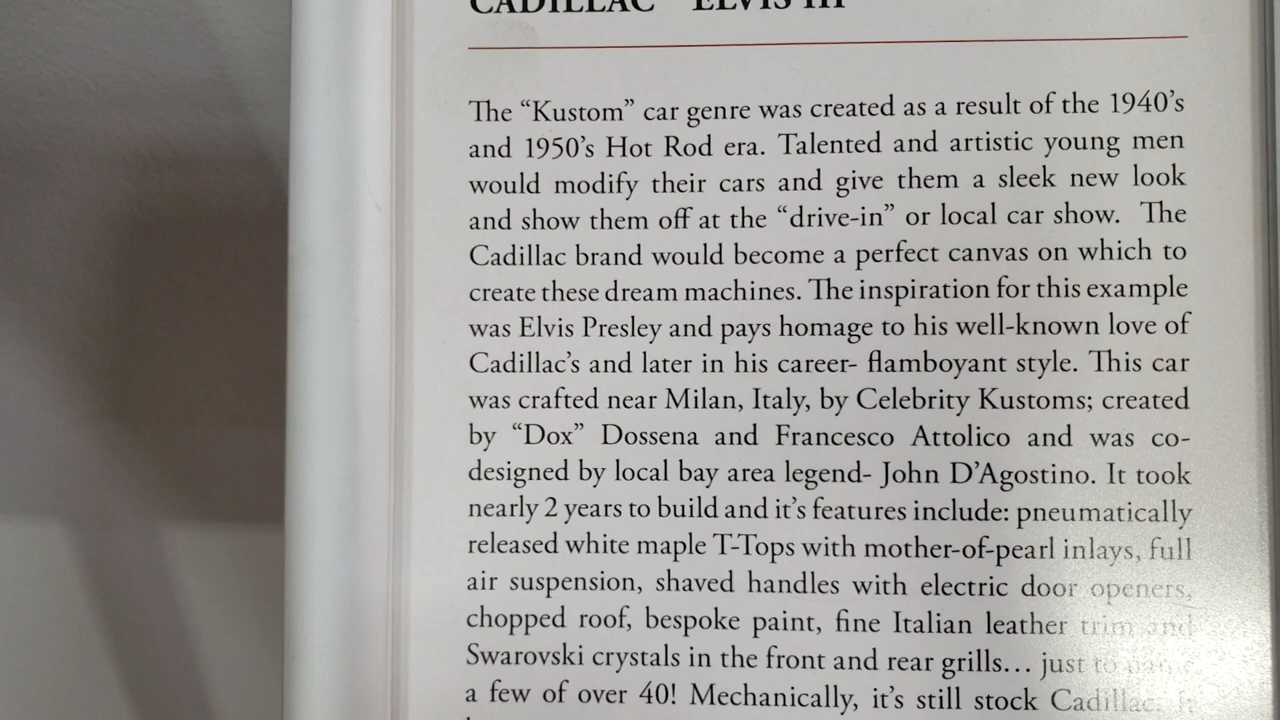 CADILLAC "ELVIS III"
The “Kustom” car genre was created as a result of the 1940’s
and 1950’s Hot Rod era. Talented and artistic young men
would modify their cars and give them a sleek new look
and show them off at the “drive-in” or local car show. The
Cadillac brand would become a perfect canvas on which to
create these dream machines. The inspiration for this example
was Elvis Presley and pays homage to his well-known love of
Cadillac’s and later in his career- flamboyant style. This car
was crafted near Milan, Italy, by Celebrity Kustoms; created
by “Dox” Dossena and Francesco Attolico and was co-
designed by local bay area legend- John D’Agostino. It took
nearly 2 years to build and it’s features include: pneumatically
released white maple T-Tops with mother-of-pearl inlays, full
air suspension, shaved handles with electric door openers,
chopped roof, bespoke paint, fine Italian leather trim and
Swarovski crystals in the front and rear grills… just to name
a few of over 40! Mechanically, it’s still stock Cadillac. It